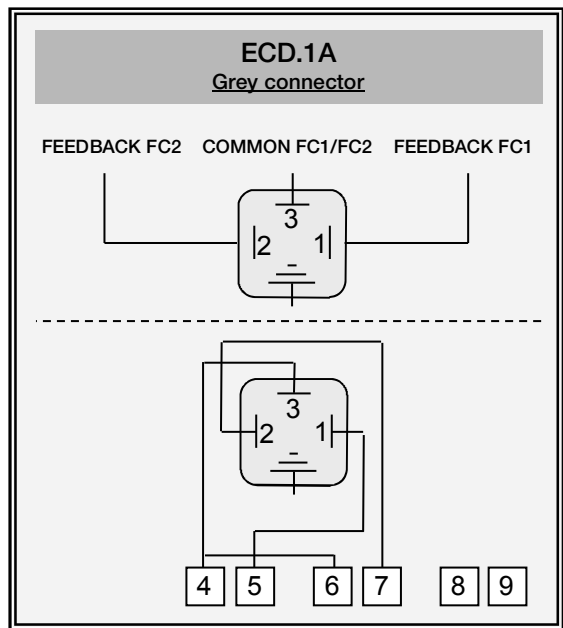 ECD.1A
Grey connector
FEEDBACK FC2 COMMON FC1/FC2 FEEDBACK FC1
3
2 1
3
2 1
4 5 6 7 8 9